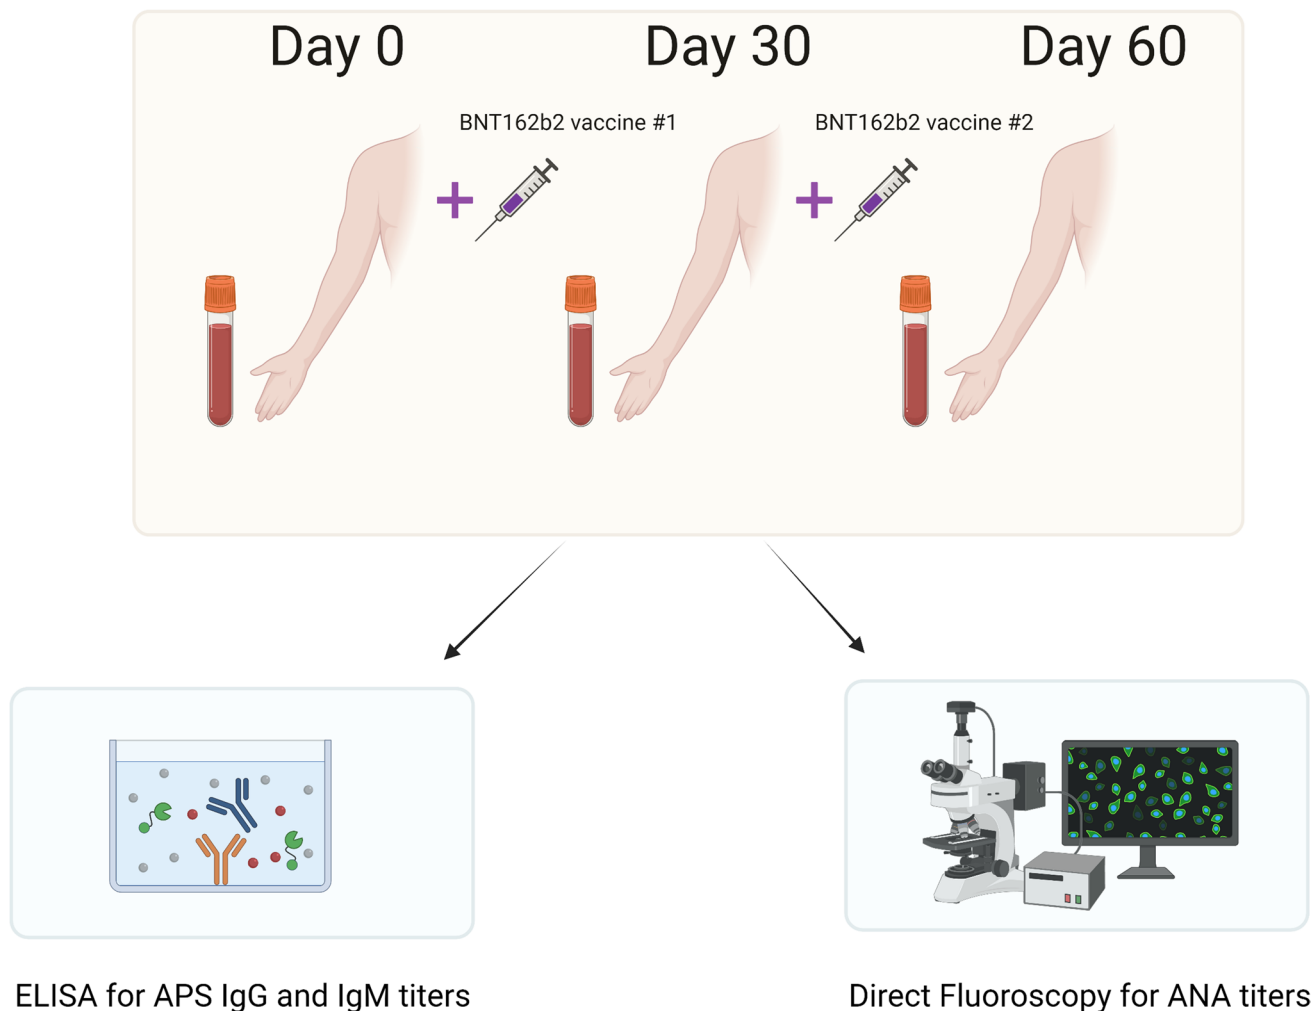 Day 0
Day 30
Day 60
BNT162b2 vaccine #1
BNT162b2 vaccine #2
ELISA for APS IgG and IgM titers
Direct Fluoroscopy for ANA titers